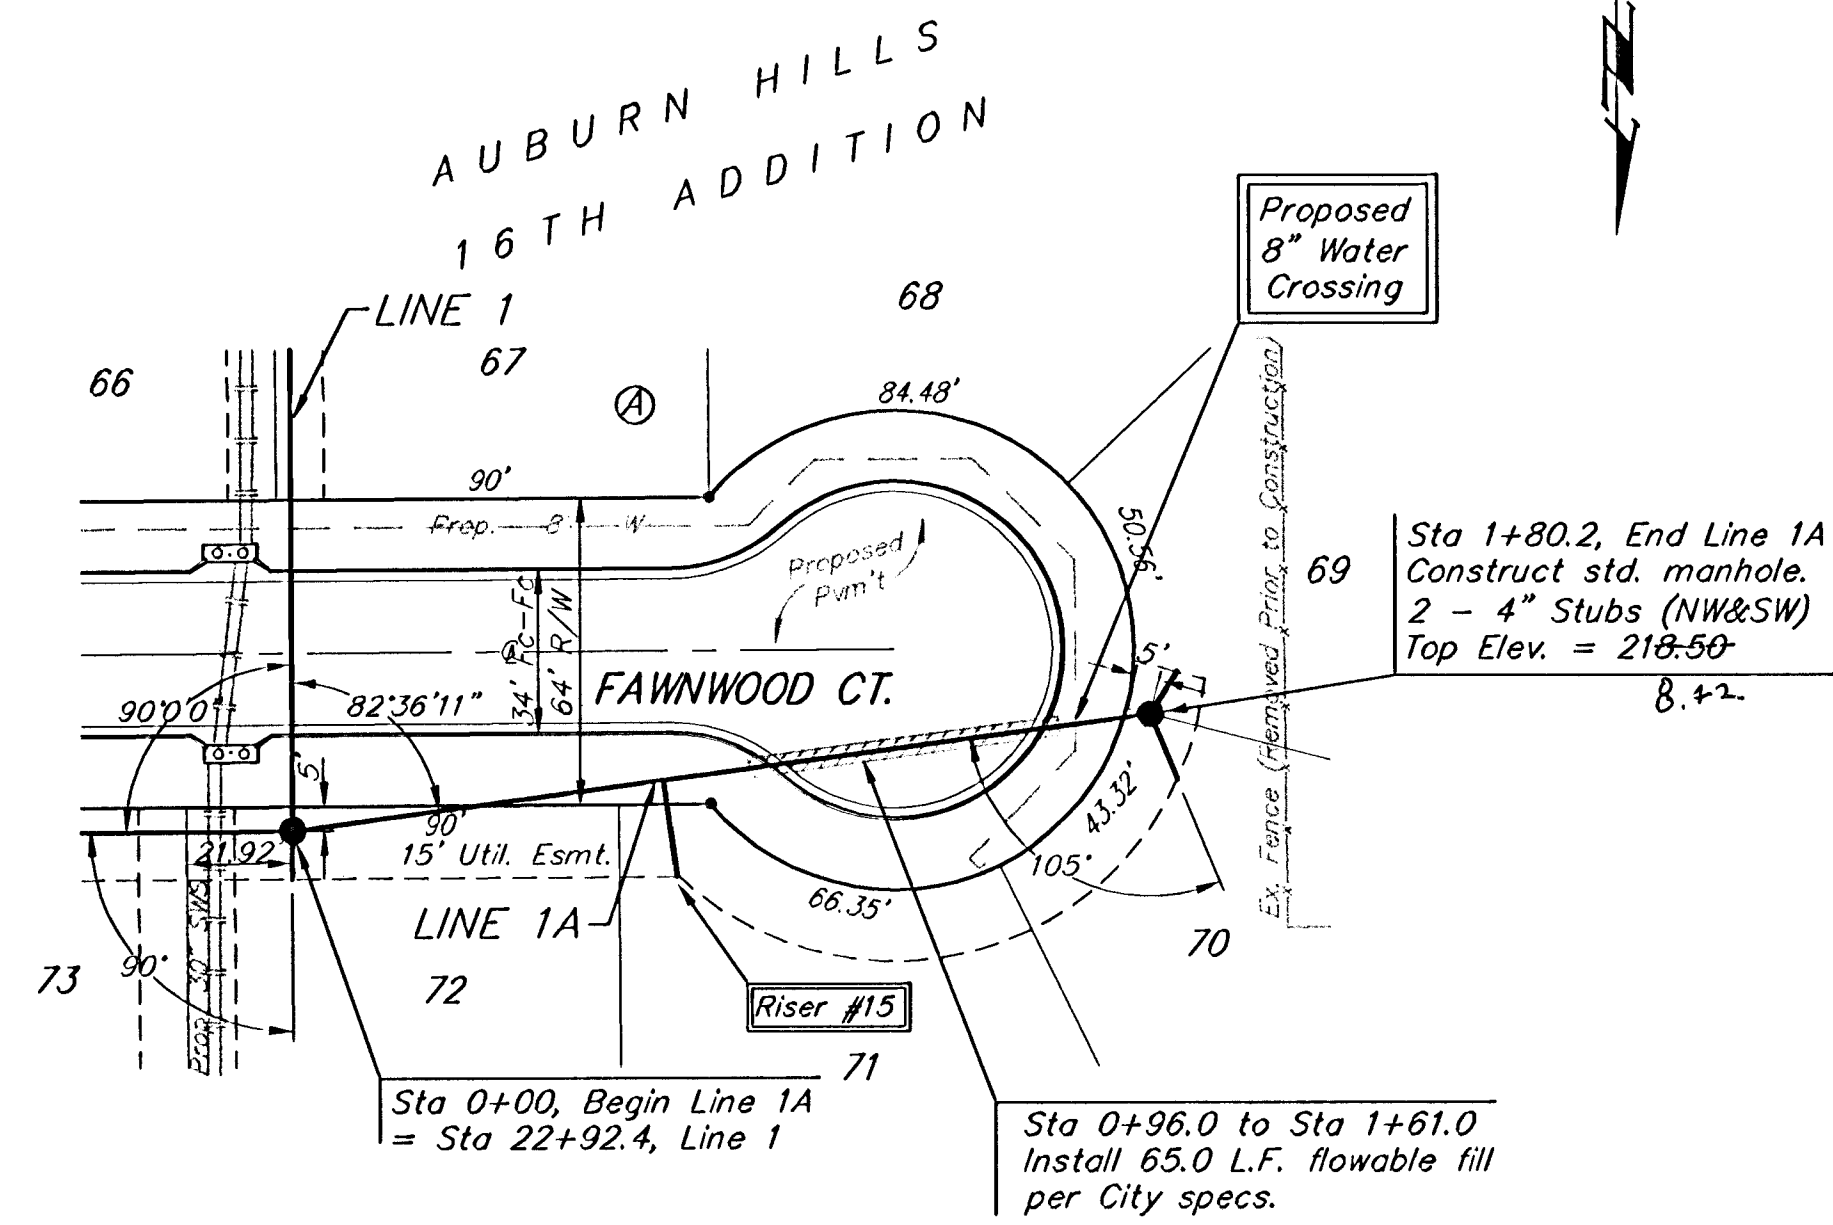 AUBURN HILLS
16TH ADDITION
Proposed
8" Water
Crossing
LINE 1
66
67
68
A
84.48'
90'
Prop. 8" W
50.56'
Ex. Fence (Removed Prior to Construction)
69
Sta 1+80.2, End Line 1A
Construct std. manhole.
2 - 4" Stubs (NW&SW)
Top Elev. = 218.50
8.42.
Proposed
Pvm't
34' Fc-Fc
64' R/W
5'
FAWNWOOD CT.
90°0'0"
82°36'11"
5'
90'
21.92'
15' Util. Esmt.
43.32'
105°
66.35'
LINE 1A
Prop. 30" SWS
90°
73
72
70
Riser #15
71
Sta 0+00, Begin Line 1A
= Sta 22+92.4, Line 1
Sta 0+96.0 to Sta 1+61.0
Install 65.0 L.F. flowable fill
per City specs.